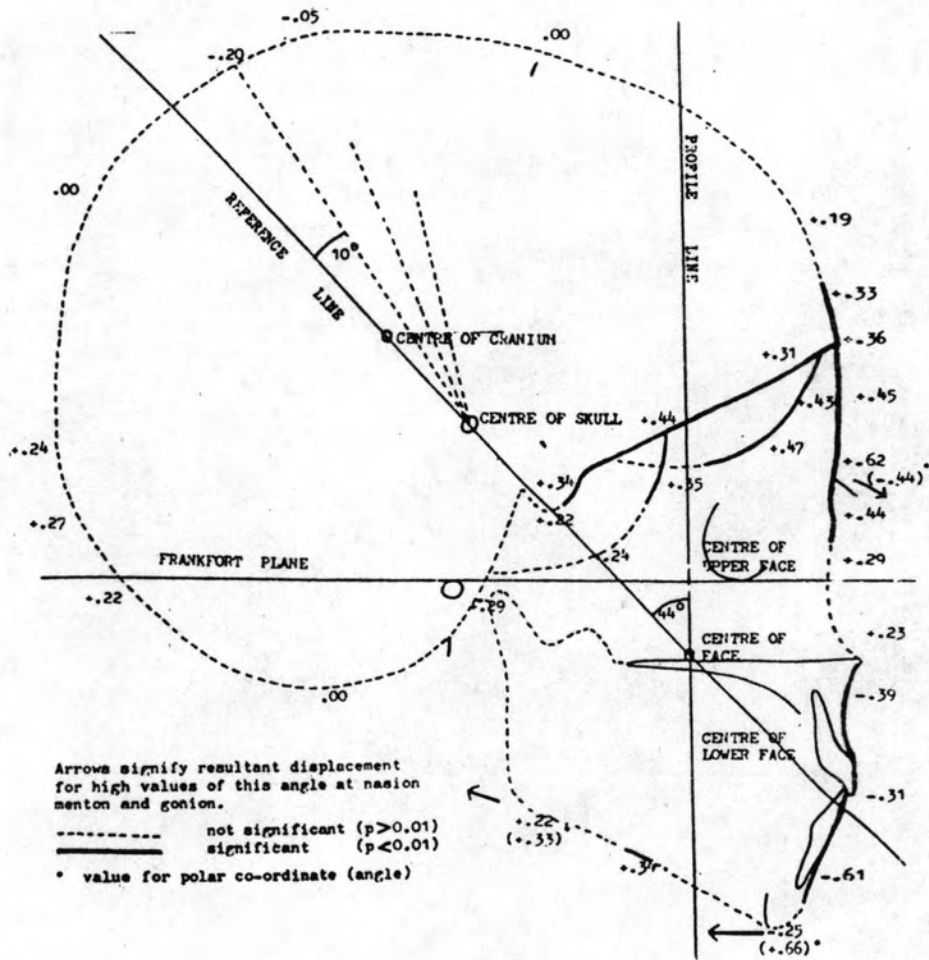 -.05
-.20
.00
.00
PROFILE
LINE
+.19
REFERENCE
LINE
10°
+.33
+.36
CENTRE OF CRANIUM
+.31
+.45
+.43
CENTRE OF SKULL
+.44
+.47
+.24
+.34
+.35
+.62
(-.44)°
.22
+.44
+.27
FRANKFORT PLANE
.24
CENTRE OF
UPPER FACE
+.29
+.22
-.29
44°
+.23
CENTRE OF
FACE
.00
-.39
CENTRE OF
LOWER FACE
Arrows signify resultant displacement
for high values of this angle at nasion
menton and gonion.
-.31
not significant (p>0.01)
significant (p<0.01)
+.22
(+.33)
-.61
° value for polar co-ordinate (angle)
-.25
(+.66)°